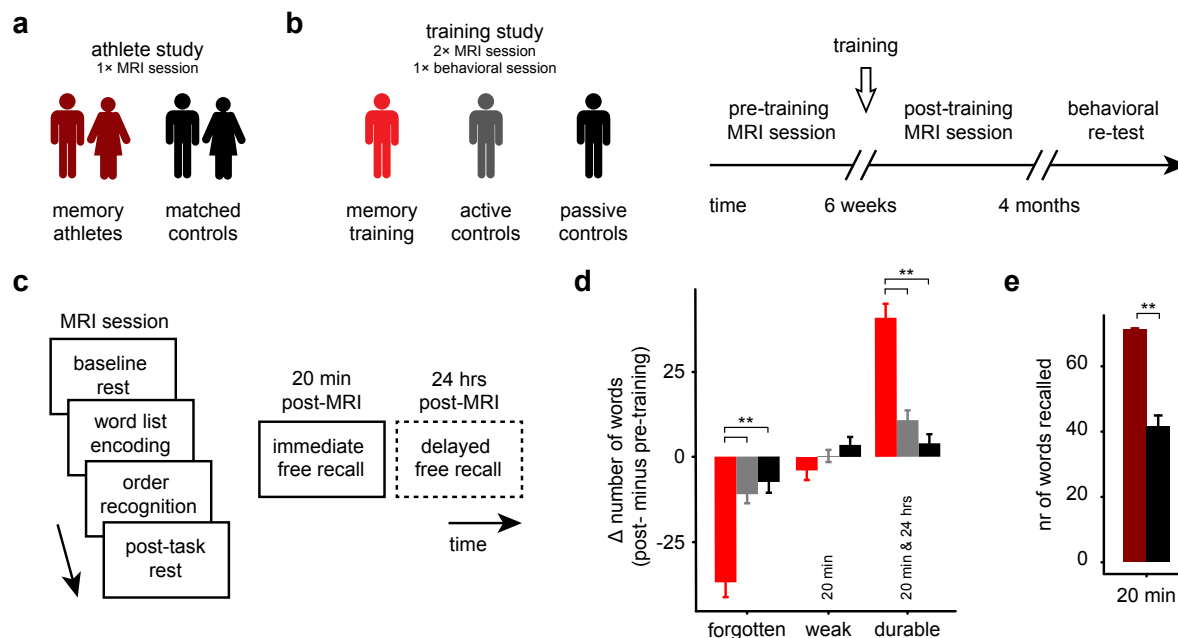 a
athlete study
1× MRI session
memory
athletes
matched
controls
b
training study
2× MRI session
1× behavioral session
memory
training
active
controls
passive
controls
training
pre-training
MRI session
post-training
MRI session
behavioral
re-test
time
6 weeks
4 months
c
MRI session
baseline
rest
word list
encoding
order
recognition
post-task
rest
20 min
post-MRI
immediate
free recall
24 hrs
post-MRI
delayed
free recall
time
d
Δ number of words
(post- minus pre-training)
25
0
-25
**
**
20 min
20 min & 24 hrs
forgotten
weak
durable
e
nr of words recalled
60
40
20
0
**
20 min